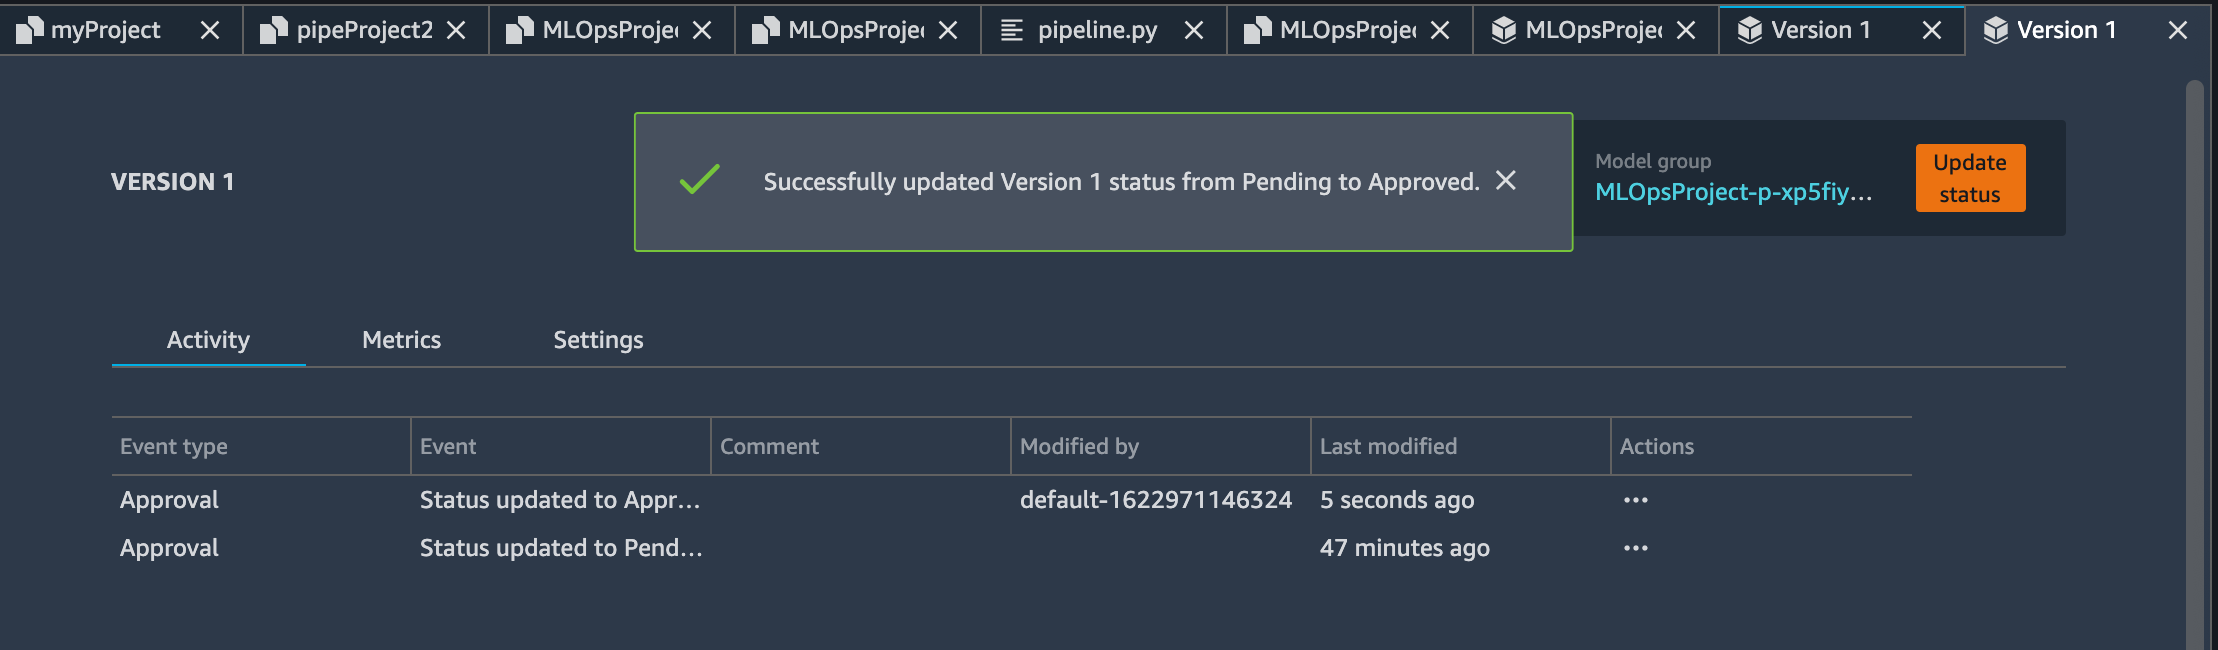 myProject
pipeProject2
MLOpsProje
MLOpsProje
pipeline.py
MLOpsProje
MLOpsProje
Version 1
Version 1
VERSION 1
Successfully updated Version 1 status from Pending to Approved.
Model group
MLOpsProject-p-xp5fiy...
Update
status
Activity Metrics Settings
Event type Event Comment Modified by Last modified Actions
Approval Status updated to Appr... default-1622971146324 5 seconds ago ...
Approval Status updated to Pend... 47 minutes ago ...